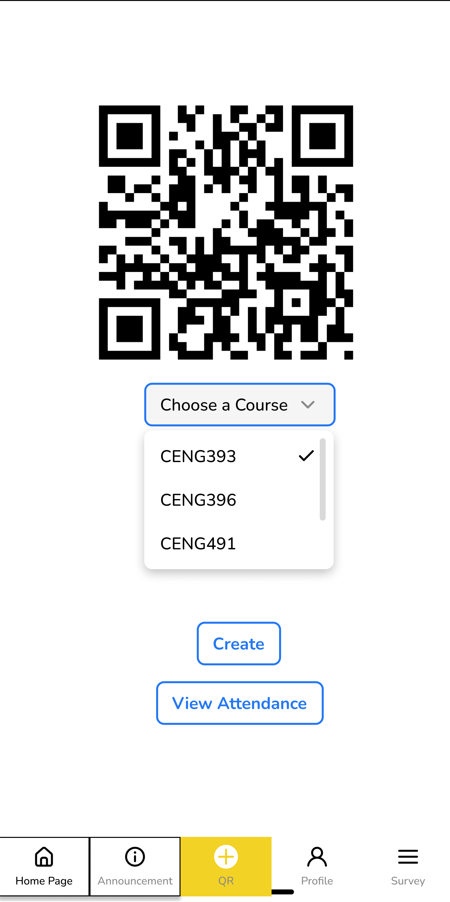 Choose a Course
CENG393
CENG396
CENG491
Create
View Attendance
Home Page
Announcement
QR
Profile
Survey